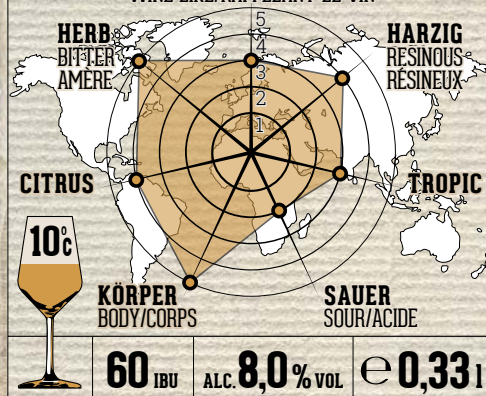 5
4
3
2
1
HERB
BITTER
AMÈRE
HARZIG
RESINOUS
RÉSINEUX
CITRUS
TROPIC
10°C
KÖRPER
BODY/CORPS
SAUER
SOUR/ACIDE
60 IBU
ALC. 8,0 % VOL
℮ 0,33 l